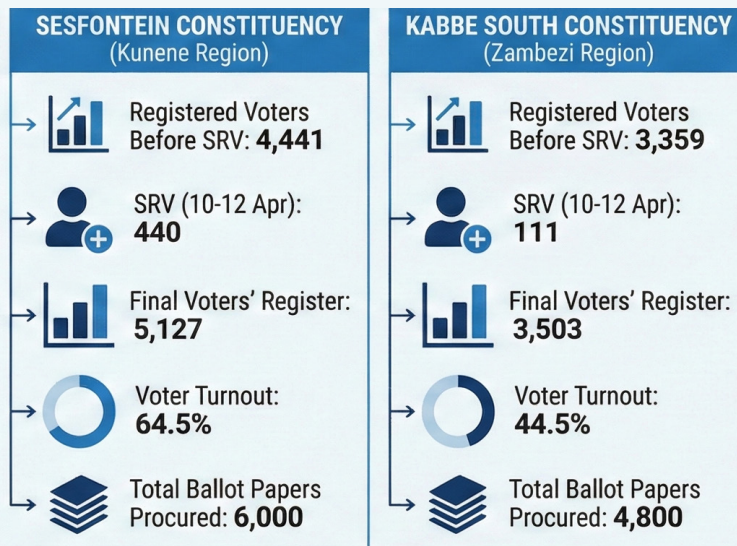 SESFONTEIN CONSTITUENCY
(Kunene Region)
Registered Voters
Before SRV: 4,441
SRV (10-12 Apr):
440
Final Voters' Register:
5,127
Voter Turnout:
64.5%
Total Ballot Papers
Procured: 6,000
KABBE SOUTH CONSTITUENCY
(Zambezi Region)
Registered Voters
Before SRV: 3,359
SRV (10-12 Apr):
111
Final Voters' Register:
3,503
Voter Turnout:
44.5%
Total Ballot Papers
Procured: 4,800